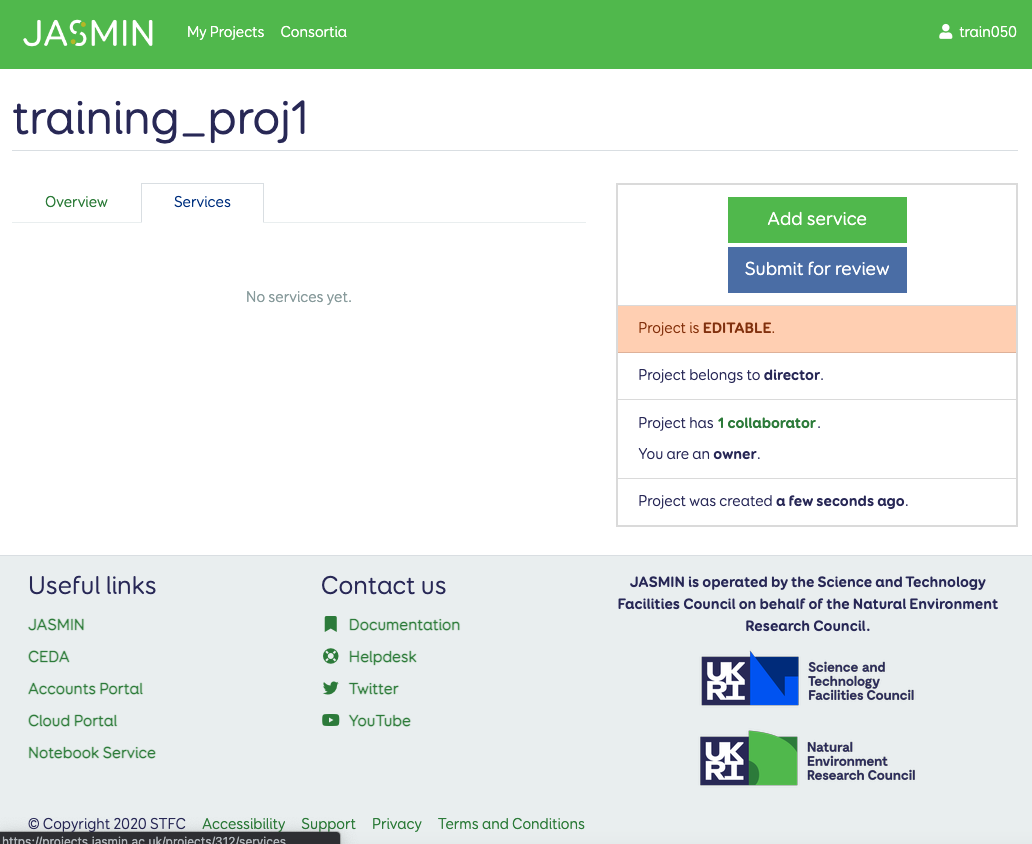 JASMIN
My Projects
Consortia
train050
training_proj1
Overview
Services
No services yet.
Add service
Submit for review
Project is EDITABLE.
Project belongs to director.
Project has 1 collaborator.
You are an owner.
Project was created a few seconds ago.
Useful links
JASMIN
CEDA
Accounts Portal
Cloud Portal
Notebook Service
Contact us
Documentation
Helpdesk
Twitter
YouTube
JASMIN is operated by the Science and Technology
Facilities Council on behalf of the Natural Environment
Research Council.
UK
RI
Science and
Technology
Facilities Council
UK
RI
Natural
Environment
Research Council
© Copyright 2020 STFC
Accessibility
Support
Privacy
Terms and Conditions
https://projects.jasmin.ac.uk/projects/312/services